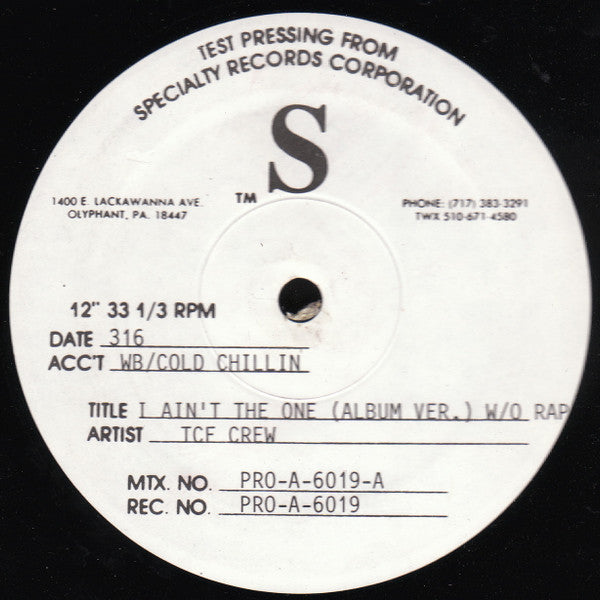 TEST PRESSING FROM
SPECIALTY RECORDS CORPORATION
S
TM
1400 E. LACKAWANNA AVE.
OLYPHANT, PA. 18447
PHONE: (717) 383-3291
TWX 510-671-4580
12" 33 1/3 RPM
DATE 316
ACC'T WB/COLD CHILLIN
TITLE I AIN'T THE ONE (ALBUM VER.) W/O RAP
ARTIST TCF CREW
MTX. NO. PRO-A-6019-A
REC. NO. PRO-A-6019